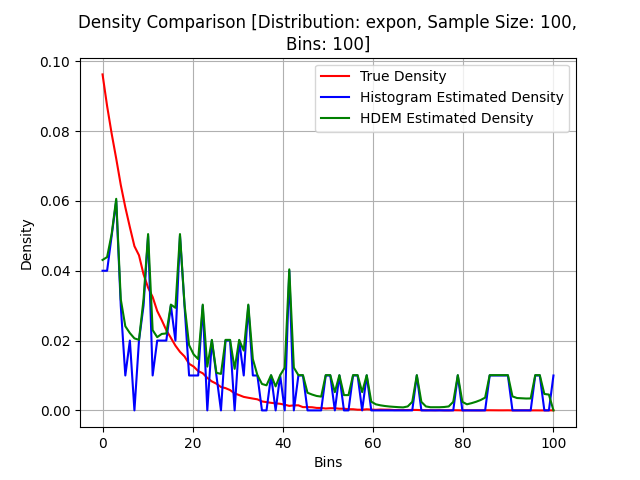 Density Comparison [Distribution: expon, Sample Size: 100,
Bins: 100]
True Density
Histogram Estimated Density
HDEM Estimated Density
Density
0.10
0.08
0.06
0.04
0.02
0.00
0 20 40 60 80 100
Bins